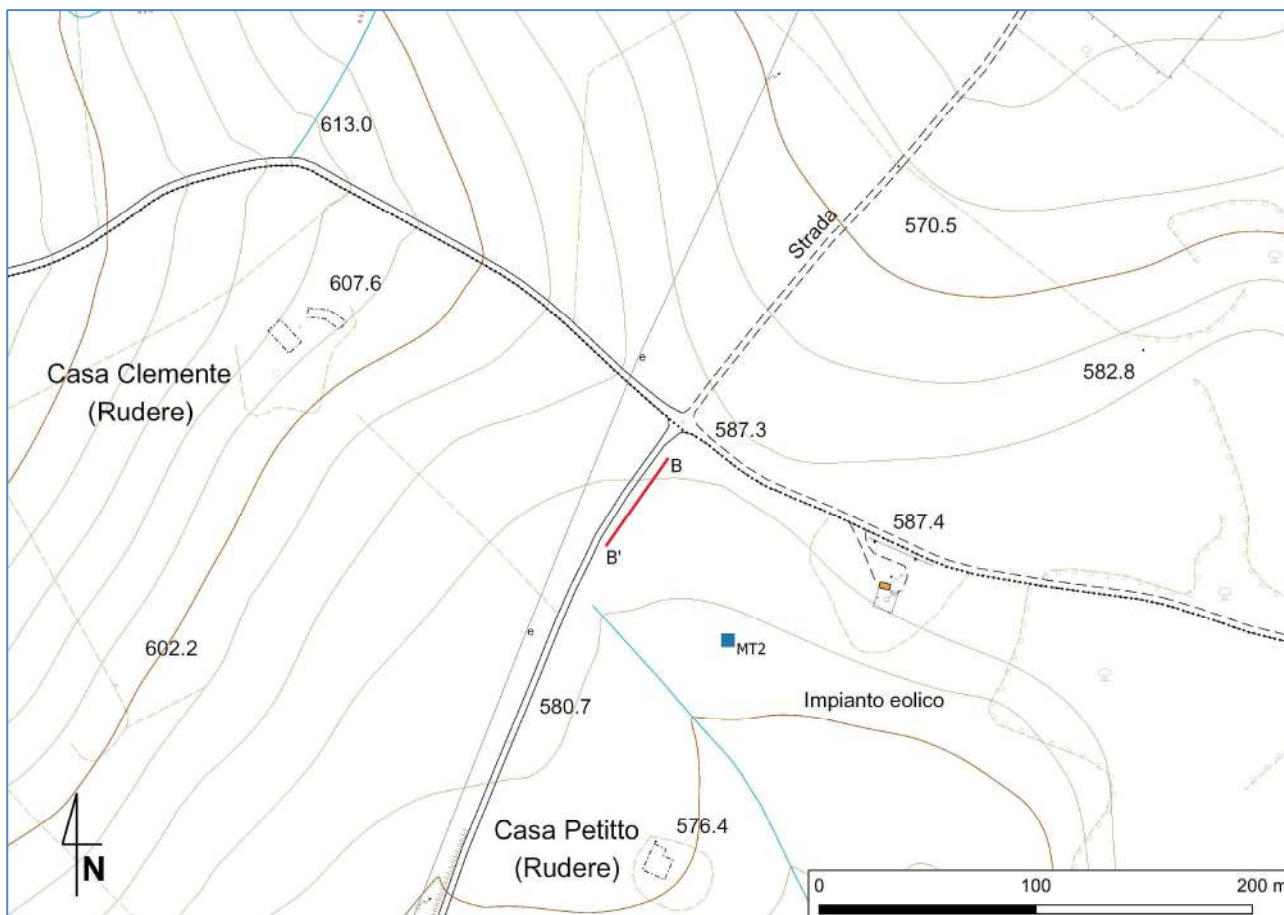 613.0
Strada
570.5
607.6
e
Casa Clemente
(Rudere)
582.8
587.3
B
587.4
B'
e
MT2
602.2
580.7
Impianto eolico
Casa Petitto
(Rudere)
576.4
N
0 100 200 m